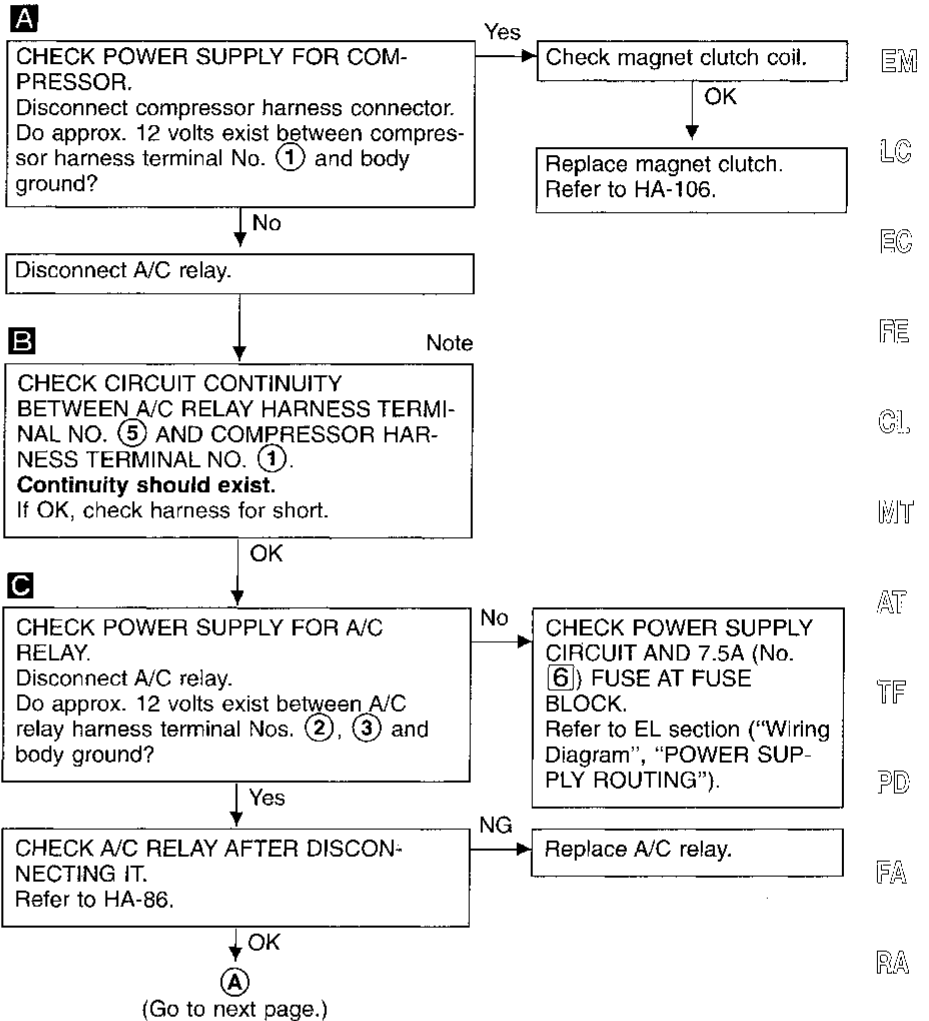 A
CHECK POWER SUPPLY FOR COM-
PRESSOR.
Disconnect compressor harness connector.
Do approx. 12 volts exist between compres-
sor harness terminal No. ① and body
ground?
Yes
Check magnet clutch coil.
OK
Replace magnet clutch.
Refer to HA-106.
No
Disconnect A/C relay.
B
Note
CHECK CIRCUIT CONTINUITY
BETWEEN A/C RELAY HARNESS TERMI-
NAL NO. ⑤ AND COMPRESSOR HAR-
NESS TERMINAL NO. ①.
Continuity should exist.
If OK, check harness for short.
OK
C
CHECK POWER SUPPLY FOR A/C
RELAY.
Disconnect A/C relay.
Do approx. 12 volts exist between A/C
relay harness terminal Nos. ②, ③ and
body ground?
No
CHECK POWER SUPPLY
CIRCUIT AND 7.5A (No.
6) FUSE AT FUSE
BLOCK.
Refer to EL section ("Wiring
Diagram", "POWER SUP-
PLY ROUTING").
Yes
CHECK A/C RELAY AFTER DISCON-
NECTING IT.
Refer to HA-86.
NG
Replace A/C relay.
OK
Ⓐ
(Go to next page.)
EM
LC
EC
FE
CL
MT
AT
TF
PD
FA
RA